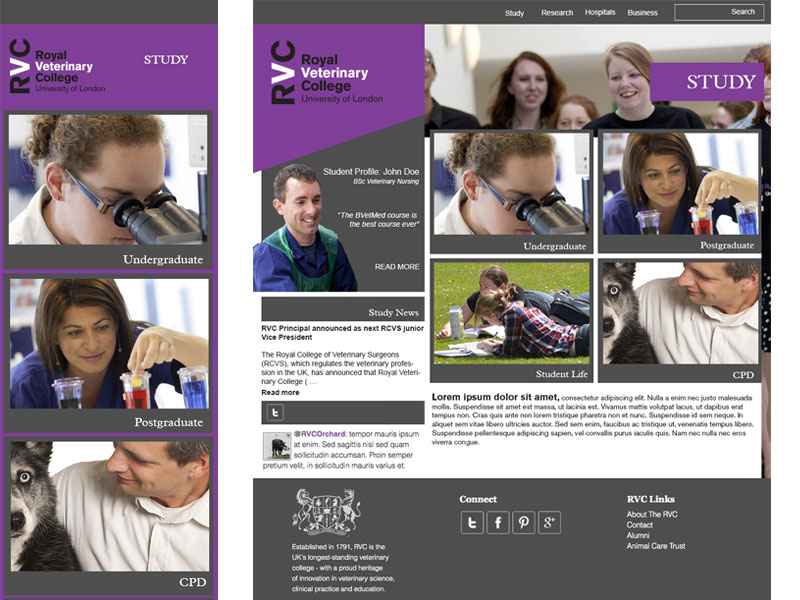 RVC
Royal
Veterinary
College
University of London
STUDY
Undergraduate
Postgraduate
CPD
Study Research Hospitals Business Search
RVC
Royal
Veterinary
College
University of London
STUDY
Student Profile: John Doe
BSc Veterinary Nursing
"The BVetMed course is
the best course ever"
READ MORE
Undergraduate
Postgraduate
Student Life
CPD
Study News
RVC Principal announced as next RCVS junior
Vice President
The Royal College of Veterinary Surgeons
(RCVS), which regulates the veterinary profes-
sion in the UK, has announced that Royal Veteri-
nary College ( ...
Read more
@RVCOrchard: tempor mauris ipsum
at enim. Sed sagittis nisl sed quam
sollicitudin accumsan. Proin semper
pretium velit, in sollicitudin mauris varius et.
Lorem ipsum dolor sit amet, consectetur adipiscing elit. Nulla a enim nec justo malesuada
mollis. Suspendisse sit amet est massa, ut lacinia est. Vivamus mattis volutpat lacus, ut dapibus erat
tempus non. Cras quis ante non lorem tristique pharetra non et nunc. Suspendisse id sem neque. In
aliquet sem vitae libero ultricies auctor. Sed sem enim, faucibus ac tristique ut, venenatis tempus libero.
Suspendisse pellentesque adipiscing sapien, vel convallis purus iaculis quis. Nam nec nulla nec eros
viverra congue.
Established in 1791, RVC is the
UK's longest-standing veterinary
college - with a proud heritage
of innovation in veterinary science,
clinical practice and education.
Connect
RVC Links
About The RVC
Contact
Alumni
Animal Care Trust